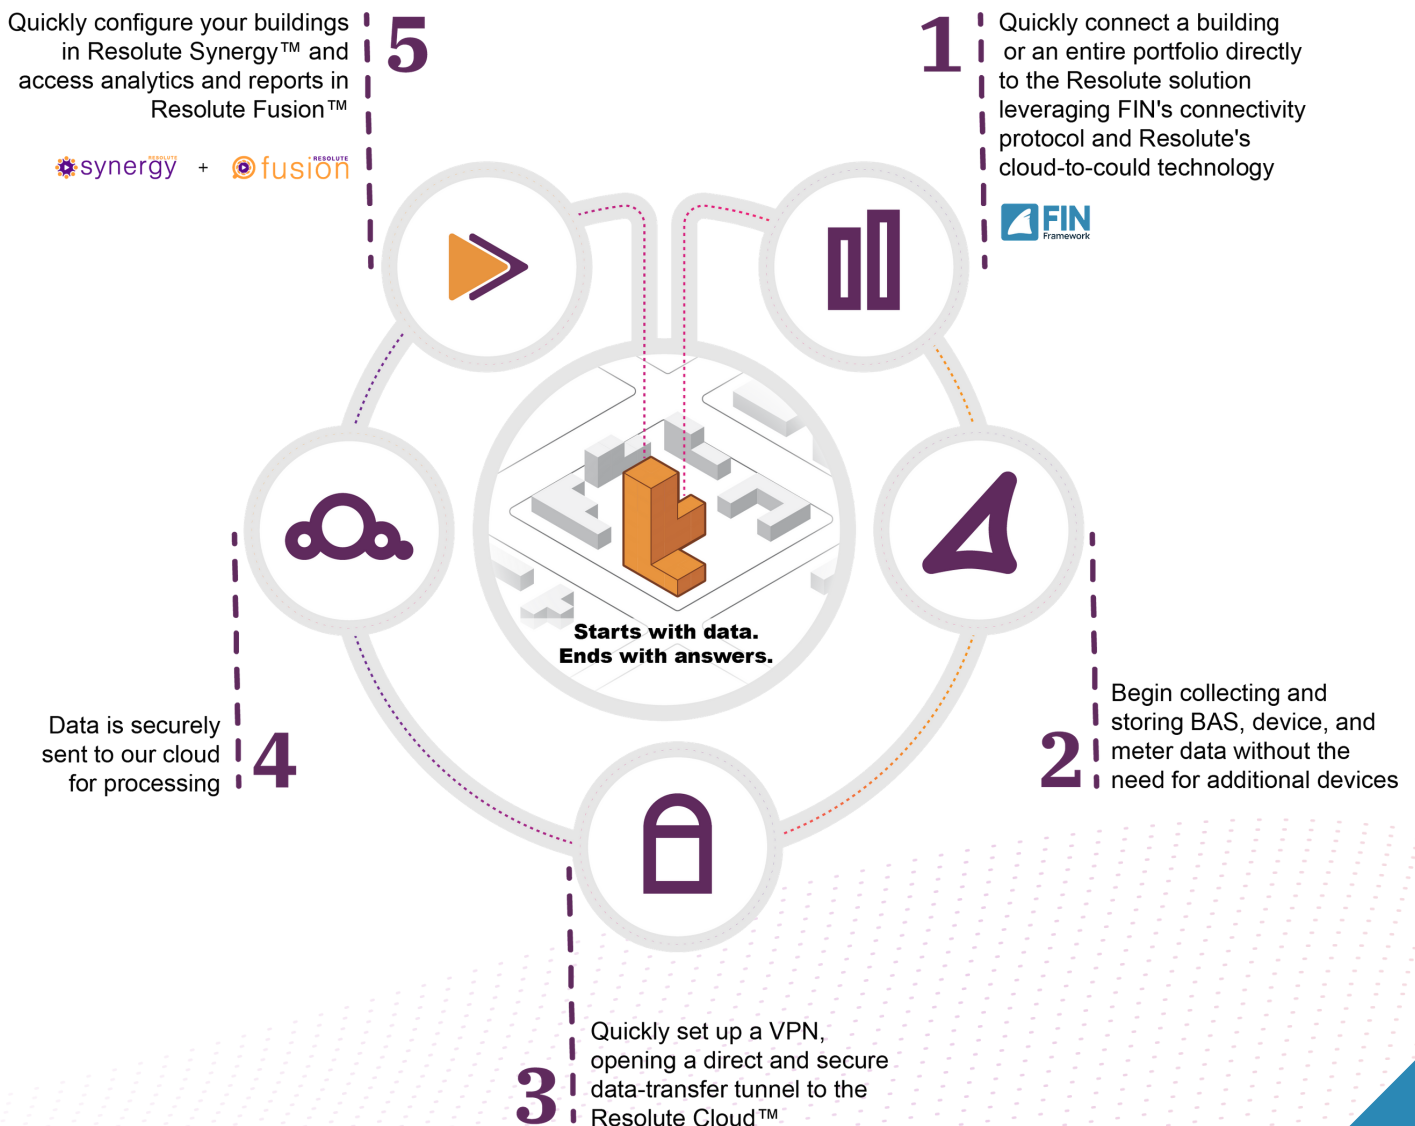 1
Quickly connect a building
or an entire portfolio directly
to the Resolute solution
leveraging FIN's connectivity
protocol and Resolute's
cloud-to-could technology
FIN
Framework
2
Begin collecting and
storing BAS, device, and
meter data without the
need for additional devices
3
Quickly set up a VPN,
opening a direct and secure
data-transfer tunnel to the
Resolute Cloud™
4
Data is securely
sent to our cloud
for processing
5
Quickly configure your buildings
in Resolute Synergy™ and
access analytics and reports in
Resolute Fusion™
RESOLUTE
synergy
+
RESOLUTE
fusion
Starts with data.
Ends with answers.